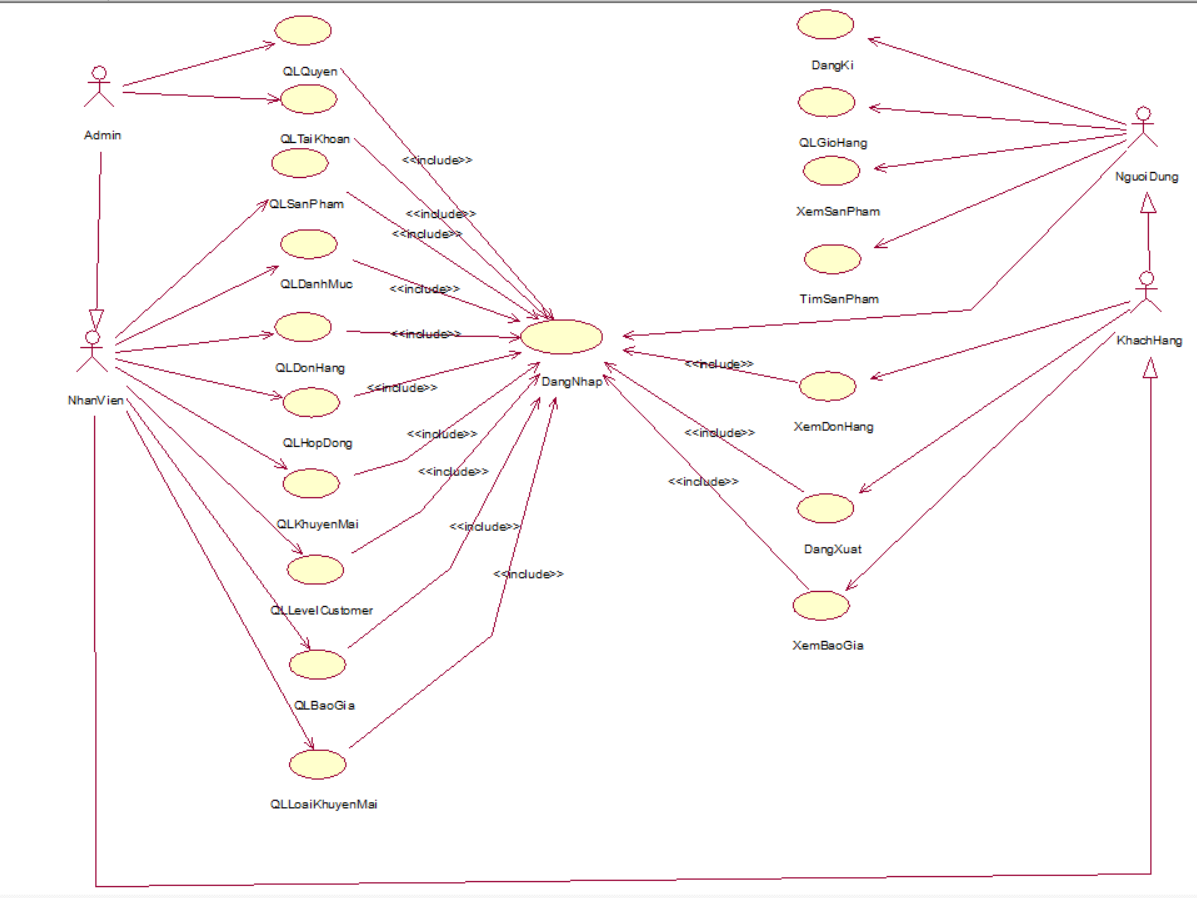 QLQuyen
DangKi
Admin
QLTaiKhoan
QLGioHang
<<include>>
NguoiDung
QLSanPham
XemSanPham
<<include>>
<<include>>
QLDanhMuc
<<include>>
TimSanPham
<<include>>
KhachHang
QLDonHang
<<include>>
DangNhap
<<include>>
NhanVien
XemDonHang
QLHopDong
<<include>>
<<include>>
<<include>>
<<include>>
QLKhuyenMai
<<include>>
DangXuat
<<include>>
QLLevelCustomer
XemBaoGia
QLBaoGia
QLLoaiKhuyenMai